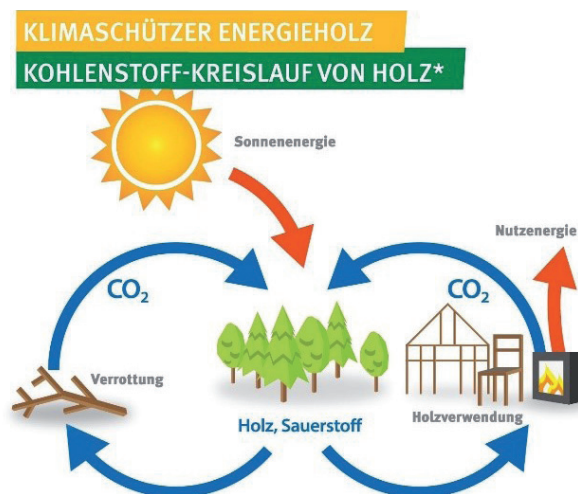 KLIMASCHÜTZER ENERGIEHOLZ
KOHLENSTOFF-KREISLAUF VON HOLZ*
Sonnenenergie
Nutzenergie
CO₂
CO₂
Verrottung
Holz, Sauerstoff
Holzverwendung